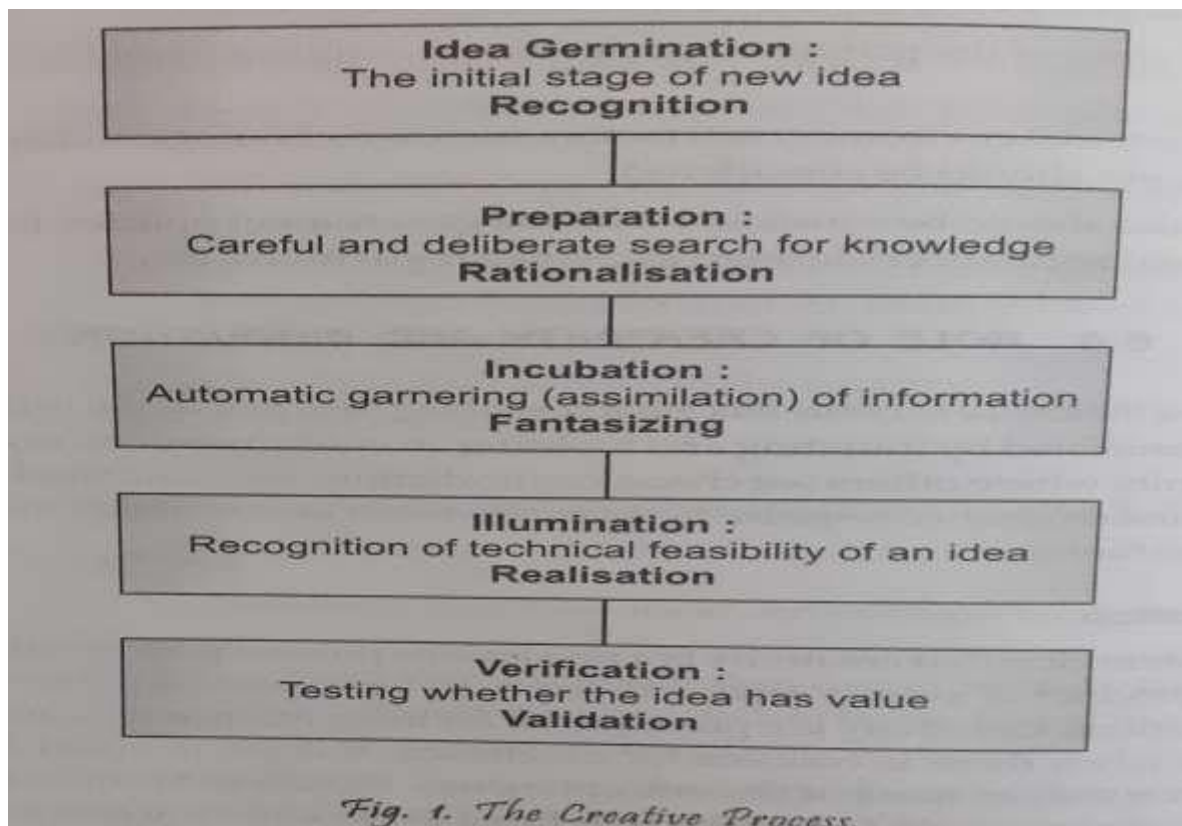 Idea Germination :
The initial stage of new idea
Recognition
Preparation :
Careful and deliberate search for knowledge
Rationalisation
Incubation :
Automatic garnering (assimilation) of information
Fantasizing
Illumination :
Recognition of technical feasibility of an idea
Realisation
Verification :
Testing whether the idea has value
Validation
Fig. 1. The Creative Process